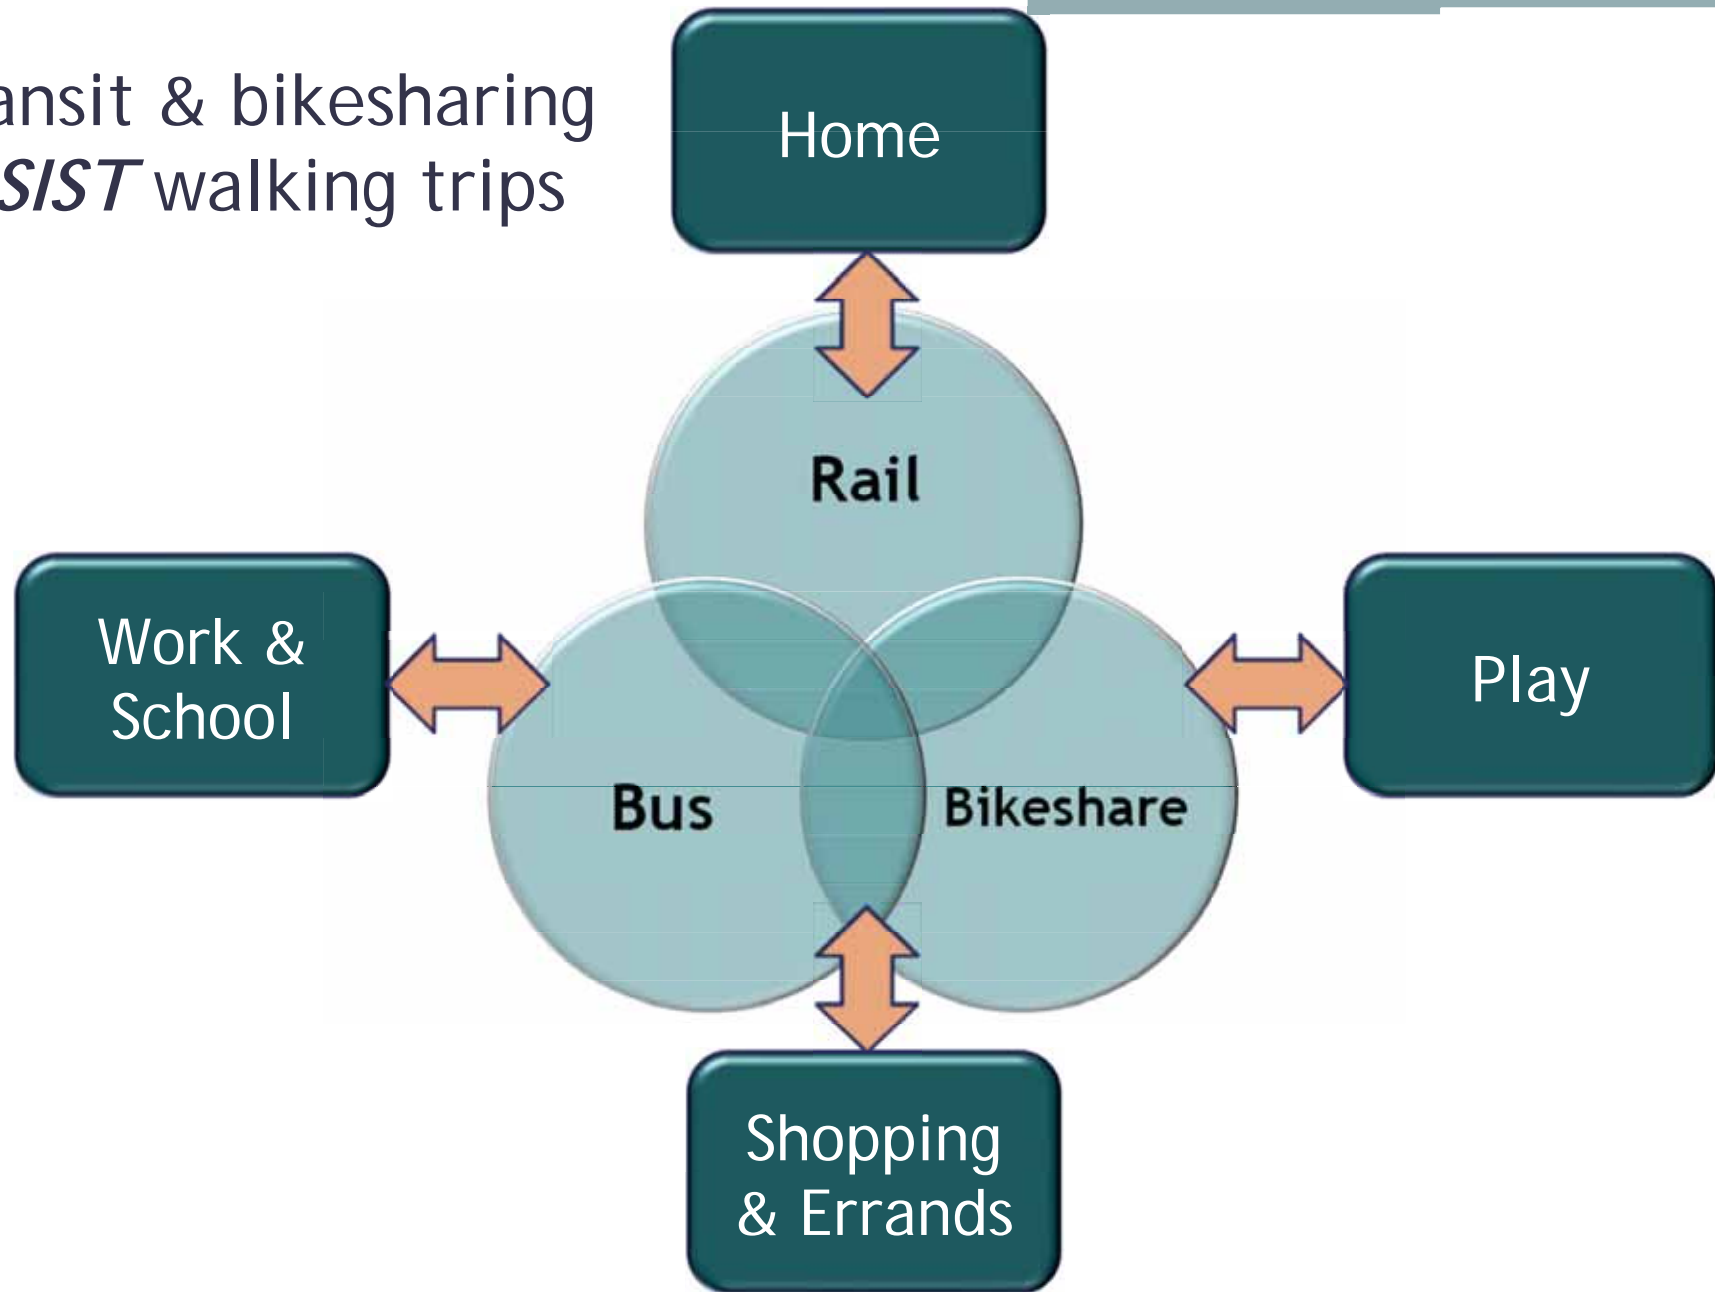 ansit & bikesharing
SIST walking trips
Home
Rail
Work &
School
Play
Bus
Bikeshare
Shopping
& Errands